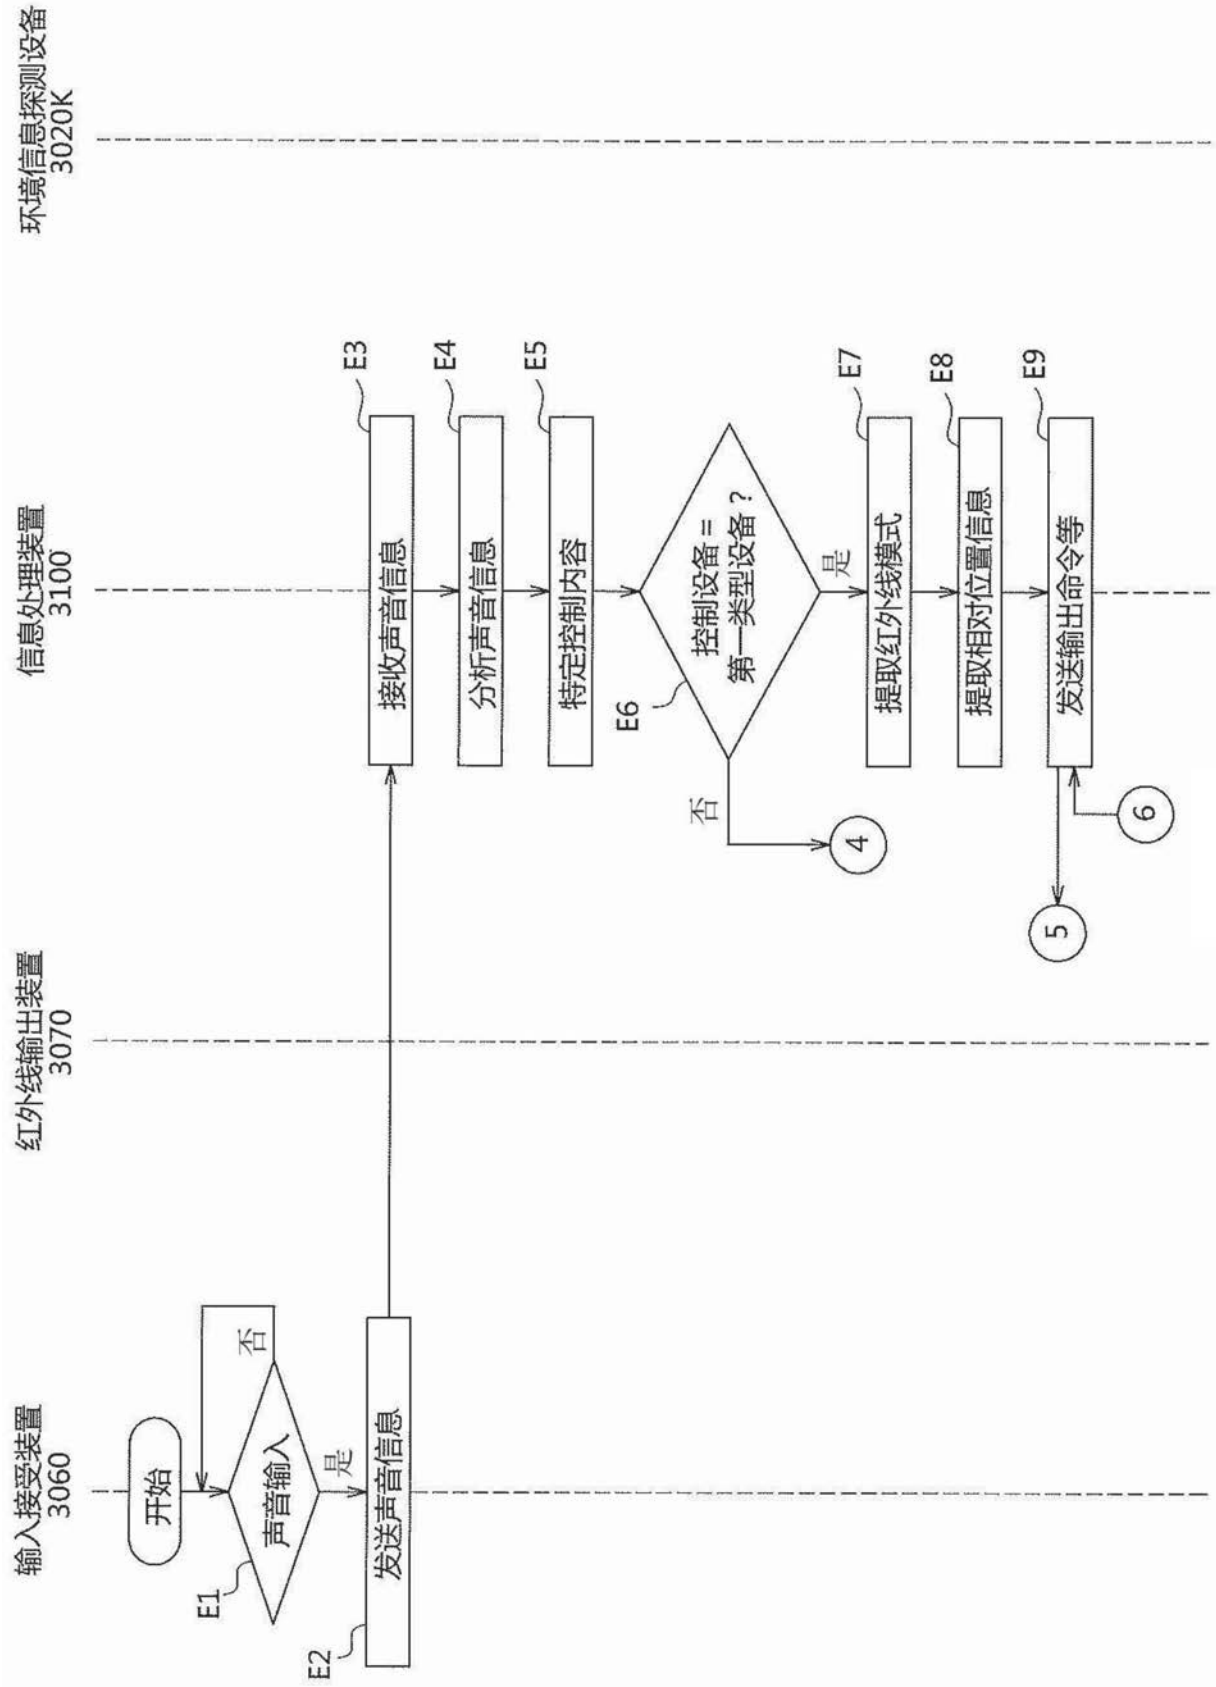 输入接受装置
3060
红外线输出装置
3070
信息处理装置
3100
环境信息探测设备
3020K
开始
E1
声音输入
否
是
E2
发送声音信息
E3
接收声音信息
E4
分析声音信息
E5
特定控制内容
E6
控制设备=
第一类型设备?
否
是
4
E7
提取红外线模式
E8
提取相对位置信息
E9
发送输出命令等
5
6